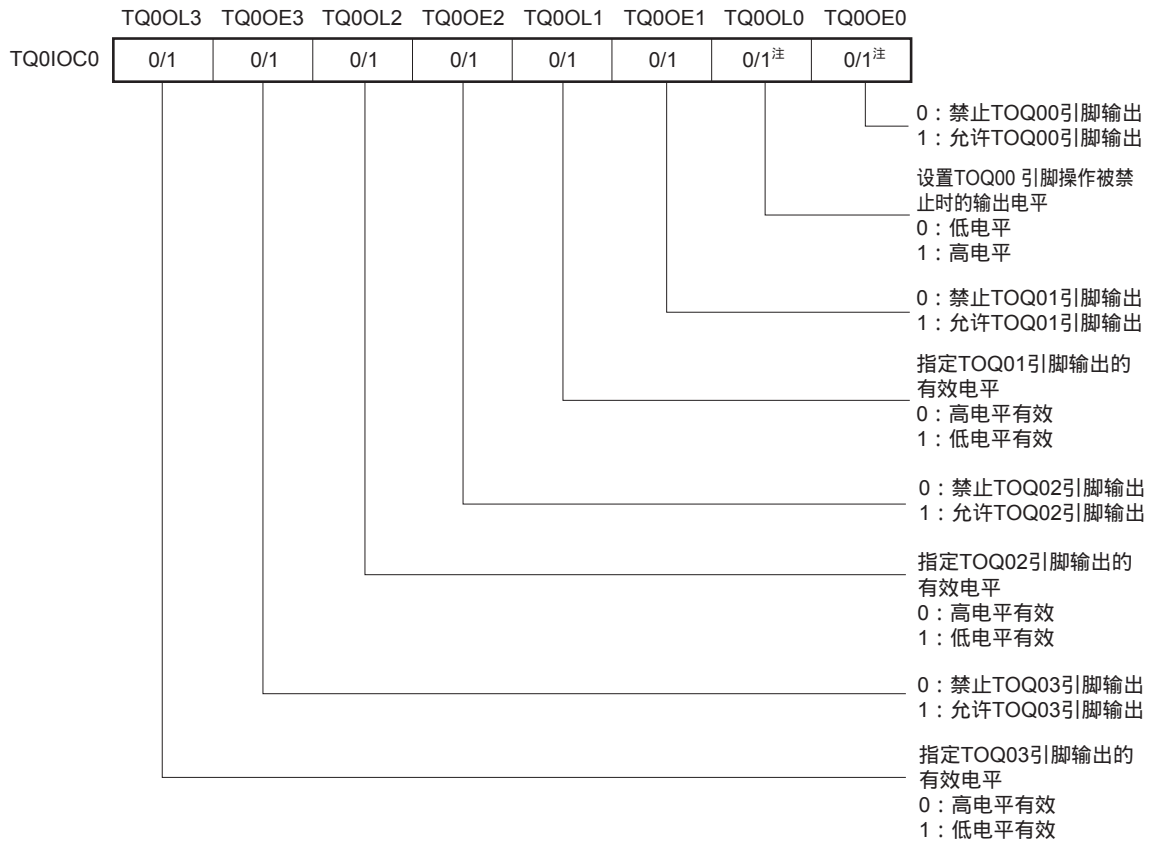 TQ0OL3 TQ0OE3 TQ0OL2 TQ0OE2 TQ0OL1 TQ0OE1 TQ0OL0 TQ0OE0
TQ0IOC0 0/1 0/1 0/1 0/1 0/1 0/1 0/1注 0/1注
0：禁止TOQ00引脚输出
1：允许TOQ00引脚输出
设置TOQ00 引脚操作被禁
止时的输出电平
0：低电平
1：高电平
0：禁止TOQ01引脚输出
1：允许TOQ01引脚输出
指定TOQ01引脚输出的
有效电平
0：高电平有效
1：低电平有效
0：禁止TOQ02引脚输出
1：允许TOQ02引脚输出
指定TOQ02引脚输出的
有效电平
0：高电平有效
1：低电平有效
0：禁止TOQ03引脚输出
1：允许TOQ03引脚输出
指定TOQ03引脚输出的
有效电平
0：高电平有效
1：低电平有效